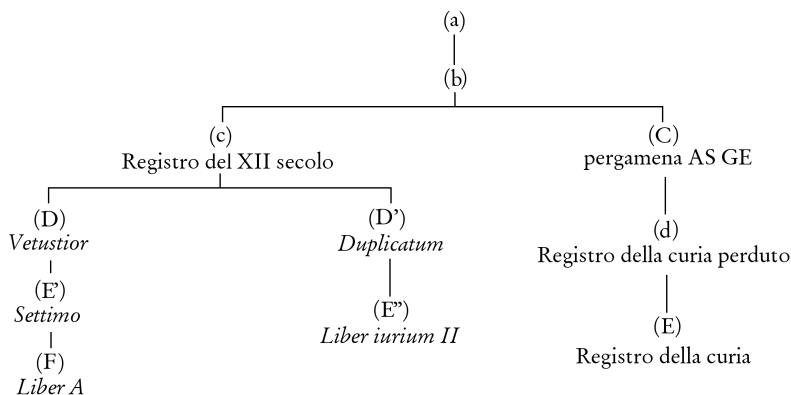 (a)
(b)
(c)
Registro del XII secolo
(C)
pergamena AS GE
(D)
Vetustior
(D’)
Duplicatum
(d)
Registro della curia perduto
(E’)
Settimo
(E”)
Liber iurium II
(E)
Registro della curia
(F)
Liber A